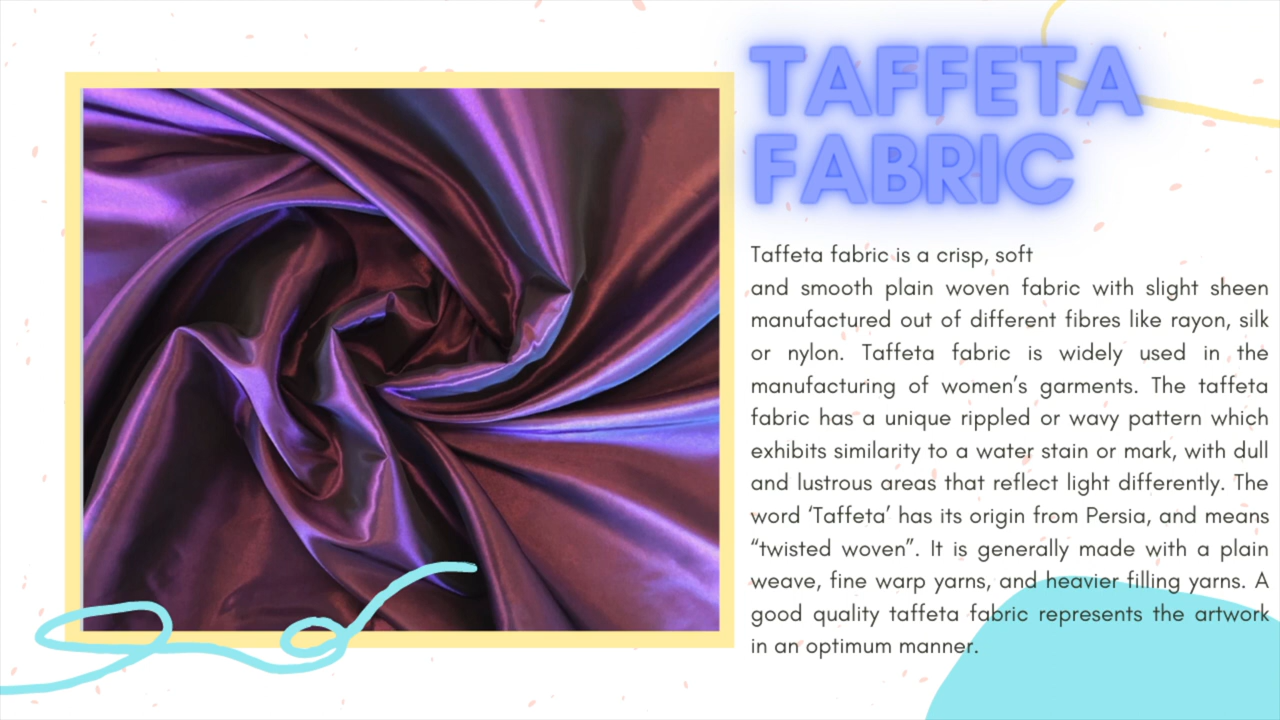 TAFFETA
FABRIC
Taffeta fabric is a crisp, soft
and smooth plain woven fabric with slight sheen
manufactured out of different fibres like rayon, silk
or nylon. Taffeta fabric is widely used in the
manufacturing of women’s garments. The taffeta
fabric has a unique rippled or wavy pattern which
exhibits similarity to a water stain or mark, with dull
and lustrous areas that reflect light differently. The
word ‘Taffeta’ has its origin from Persia, and means
“twisted woven”. It is generally made with a plain
weave, fine warp yarns, and heavier filling yarns. A
good quality taffeta fabric represents the artwork
in an optimum manner.